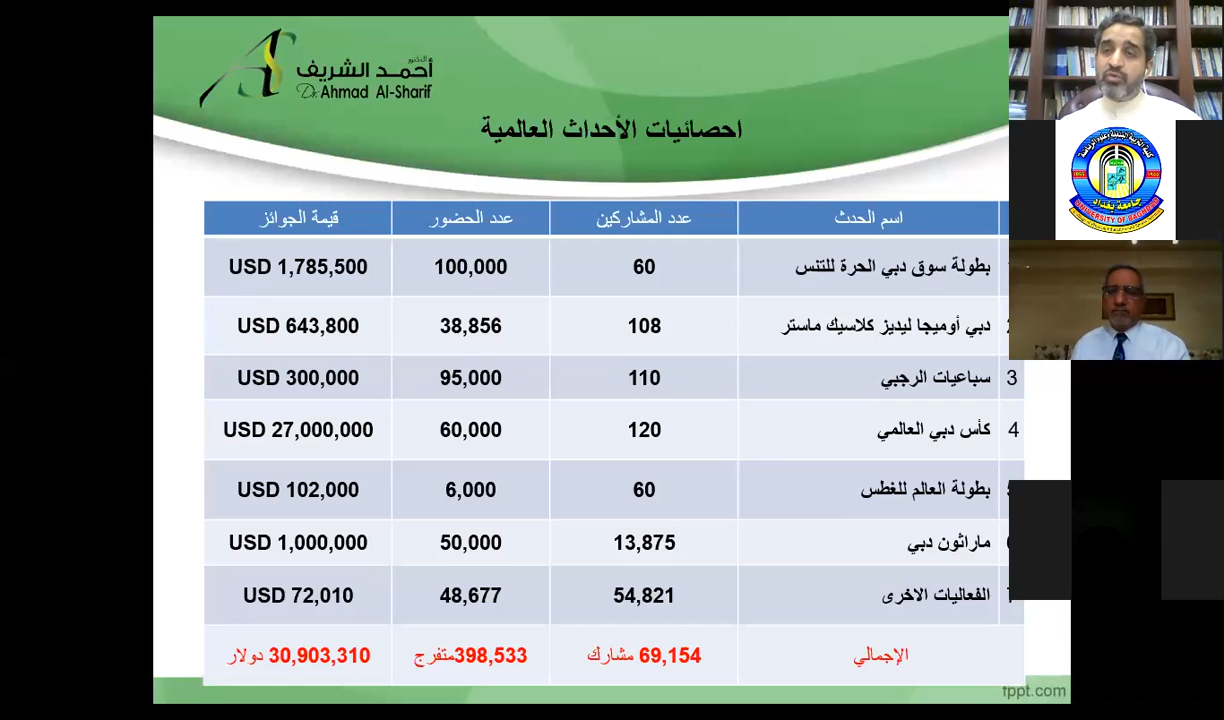 الدكتور
أحمد الشريف
Dr. Ahmad Al-Sharif
احصائيات الأحداث العالمية
اسم الحدث عدد المشاركين عدد الحضور قيمة الجوائز
بطولة سوق دبي الحرة للتنس 60 100,000 USD 1,785,500
دبي أوميجا ليديز كلاسيك ماستر 108 38,856 USD 643,800
3 سباعيات الرجبي 110 95,000 USD 300,000
4 كأس دبي العالمي 120 60,000 USD 27,000,000
بطولة العالم للغطس 60 6,000 USD 102,000
ماراثون دبي 13,875 50,000 USD 1,000,000
الفعاليات الاخرى 54,821 48,677 USD 72,010
الإجمالي 69,154 مشارك 398,533متفرج 30,903,310 دولار
fppt.com
جامعة بغداد
UNIVERSITY OF BAGHDAD